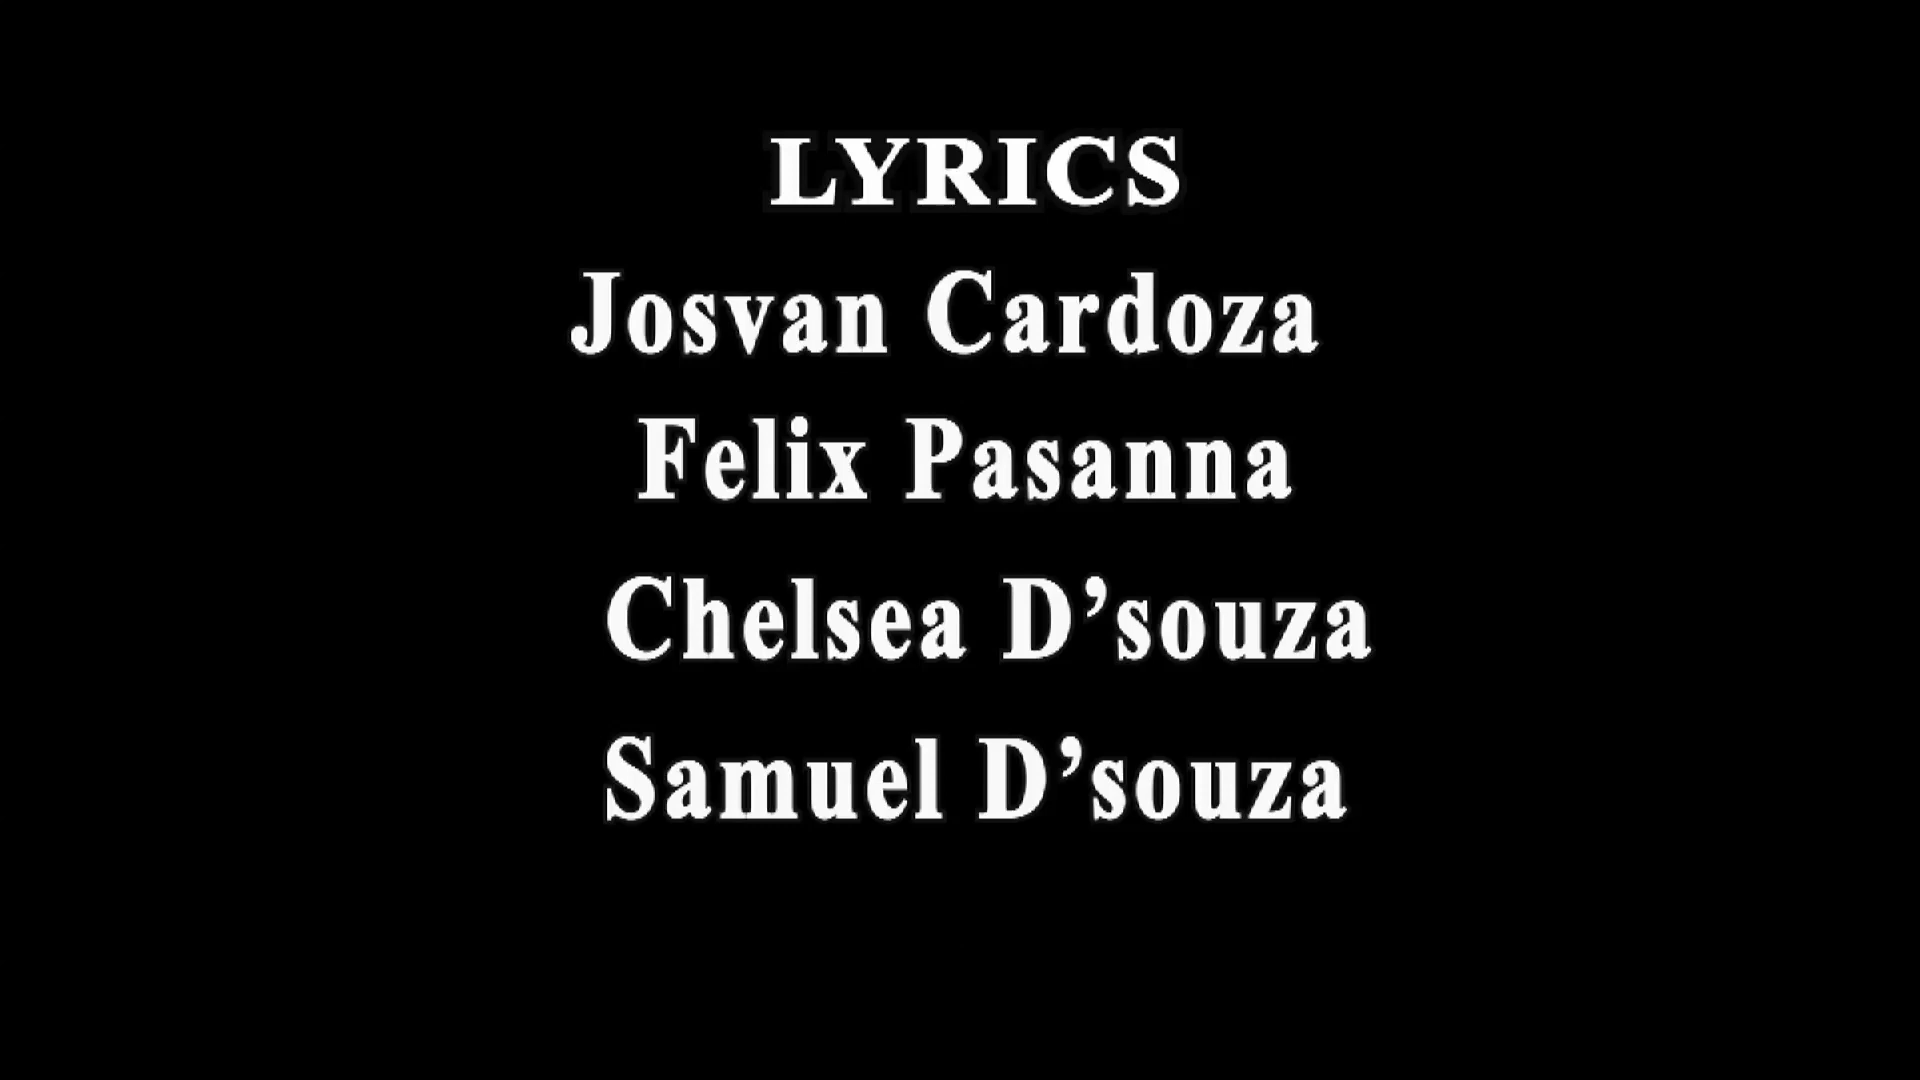 LYRICS
Josvan Cardoza
Felix Pasanna
Chelsea D’souza
Samuel D’souza